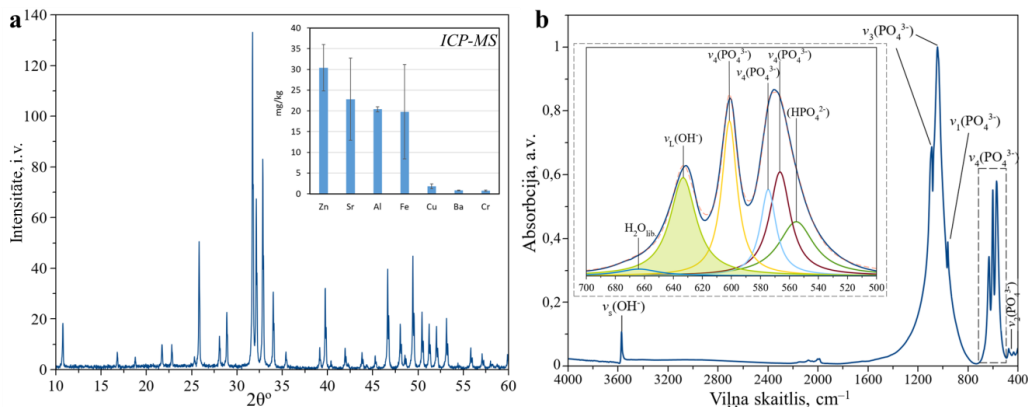 a
ICP-MS
Intensitāte, i.v.
140
120
100
80
60
40
20
0
10 15 20 25 30 35 40 45 50 55 60
2θº
mg/kg
40
35
30
25
20
15
10
5
0
Zn Sr Al Fe Cu Ba Cr
b
Absorbcija, a.v.
1
0,8
0,6
0,4
0,2
0
4000 3600 3200 2800 2400 2000 1600 1200 800 400
Viļņa skaitlis, cm⁻¹
ν₃(PO₄³⁻)
ν₁(PO₄³⁻)
ν₄(PO₄³⁻)
ν₂(PO₄³⁻)
νₛ(OH⁻)
ν₄(PO₄³⁻) ν₄(PO₄³⁻)
ν₄(PO₄³⁻)
(HPO₄²⁻)
ν_L(OH⁻)
H₂O_lib.
700 680 660 640 620 600 580 560 540 520 500